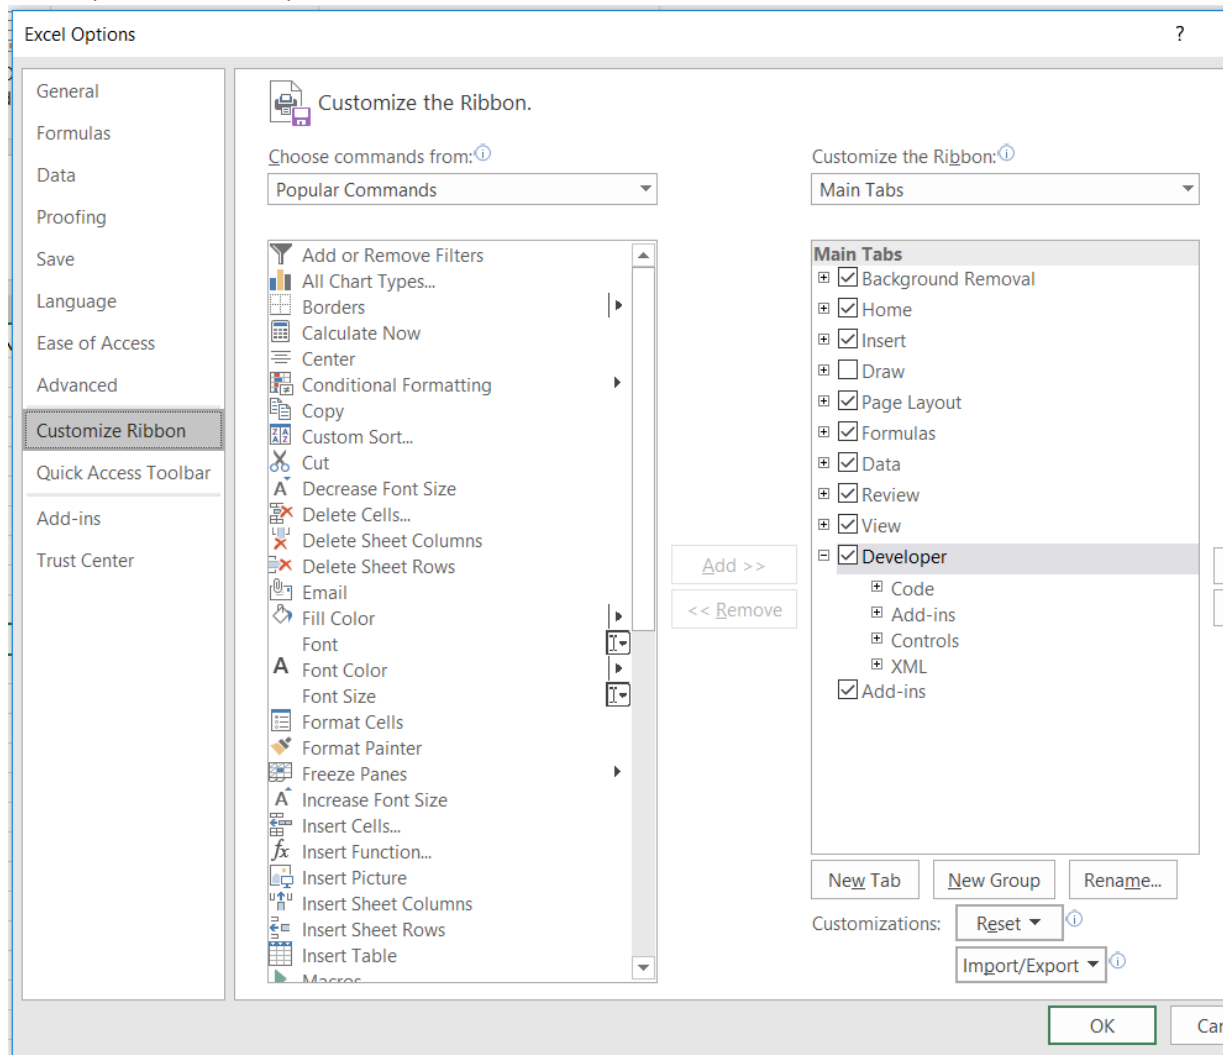 Excel Options
?
General
Formulas
Data
Proofing
Save
Language
Ease of Access
Advanced
Customize Ribbon
Quick Access Toolbar
Add-ins
Trust Center
Customize the Ribbon.
Choose commands from:
Popular Commands
Add or Remove Filters
All Chart Types...
Borders
Calculate Now
Center
Conditional Formatting
Copy
Custom Sort...
Cut
Decrease Font Size
Delete Cells...
Delete Sheet Columns
Delete Sheet Rows
Email
Fill Color
Font
Font Color
Font Size
Format Cells
Format Painter
Freeze Panes
Increase Font Size
Insert Cells...
Insert Function...
Insert Picture
Insert Sheet Columns
Insert Sheet Rows
Insert Table
Macros
Add >>
<< Remove
Customize the Ribbon:
Main Tabs
Main Tabs
Background Removal
Home
Insert
Draw
Page Layout
Formulas
Data
Review
View
Developer
Code
Add-ins
Controls
XML
Add-ins
New Tab
New Group
Rename...
Customizations:
Reset
Import/Export
OK